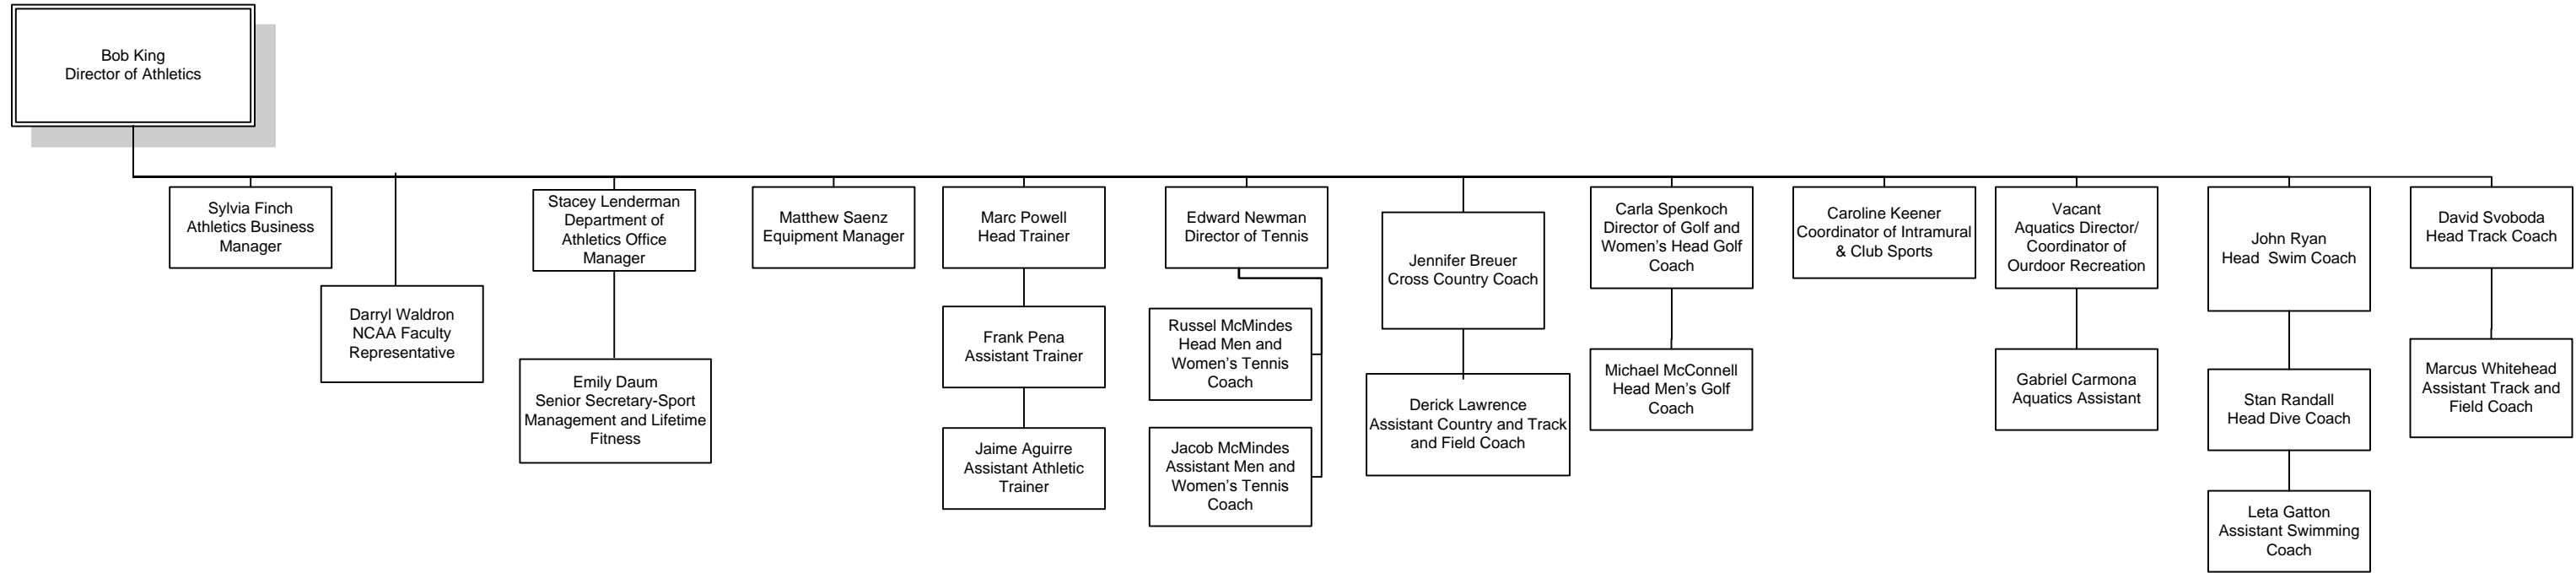 Bob King
Director of Athletics
Sylvia Finch
Athletics Business
Manager
Darryl Waldron
NCAA Faculty
Representative
Stacey Lenderman
Department of
Athletics Office
Manager
Emily Daum
Senior Secretary-Sport
Management and Lifetime
Fitness
Matthew Saenz
Equipment Manager
Marc Powell
Head Trainer
Frank Pena
Assistant Trainer
Jaime Aguirre
Assistant Athletic
Trainer
Edward Newman
Director of Tennis
Russel McMindes
Head Men and
Women’s Tennis
Coach
Jacob McMindes
Assistant Men and
Women’s Tennis
Coach
Jennifer Breuer
Cross Country Coach
Derick Lawrence
Assistant Country and Track
and Field Coach
Carla Spenkoch
Director of Golf and
Women’s Head Golf
Coach
Michael McConnell
Head Men’s Golf
Coach
Caroline Keener
Coordinator of Intramural
& Club Sports
Vacant
Aquatics Director/
Coordinator of
Ourdoor Recreation
Gabriel Carmona
Aquatics Assistant
John Ryan
Head Swim Coach
Stan Randall
Head Dive Coach
Leta Gatton
Assistant Swimming
Coach
David Svoboda
Head Track Coach
Marcus Whitehead
Assistant Track and
Field Coach